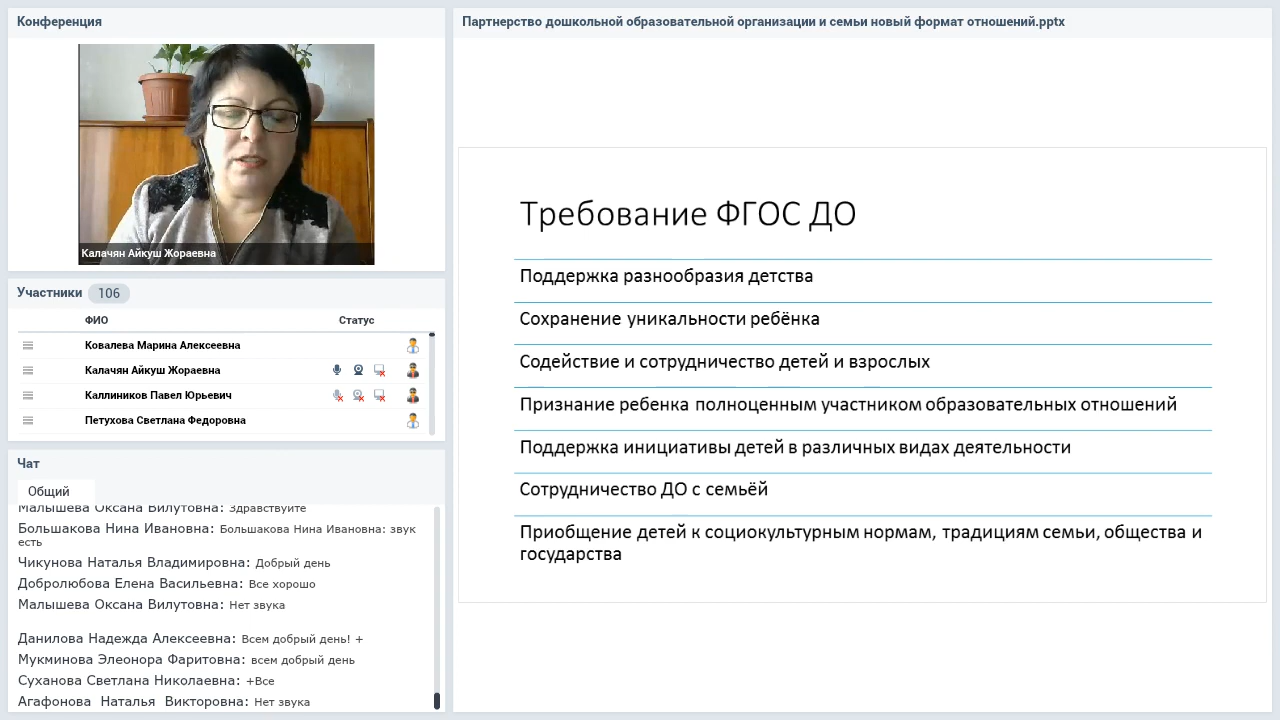 Конференция
Калачян Айкуш Жораевна
Участники 106
ФИО Статус
Ковалева Марина Алексеевна
Калачян Айкуш Жораевна
Каллиников Павел Юрьевич
Петухова Светлана Федоровна
Чат
Общий
Малышева Оксана Вилутовна: Здравствуйте
Большакова Нина Ивановна: Большакова Нина Ивановна: звук
есть
Чикунова Наталья Владимировна: Добрый день
Добролюбова Елена Васильевна: Все хорошо
Малышева Оксана Вилутовна: Нет звука
Данилова Надежда Алексеевна: Всем добрый день! +
Мукминова Элеонора Фаритовна: всем добрый день
Суханова Светлана Николаевна: +Все
Агафонова Наталья Викторовна: Нет звука
Партнерство дошкольной образовательной организации и семьи новый формат отношений.pptx
Требование ФГОС ДО
Поддержка разнообразия детства
Сохранение уникальности ребёнка
Содействие и сотрудничество детей и взрослых
Признание ребенка полноценным участником образовательных отношений
Поддержка инициативы детей в различных видах деятельности
Сотрудничество ДО с семьёй
Приобщение детей к социокультурным нормам, традициям семьи, общества и
государства